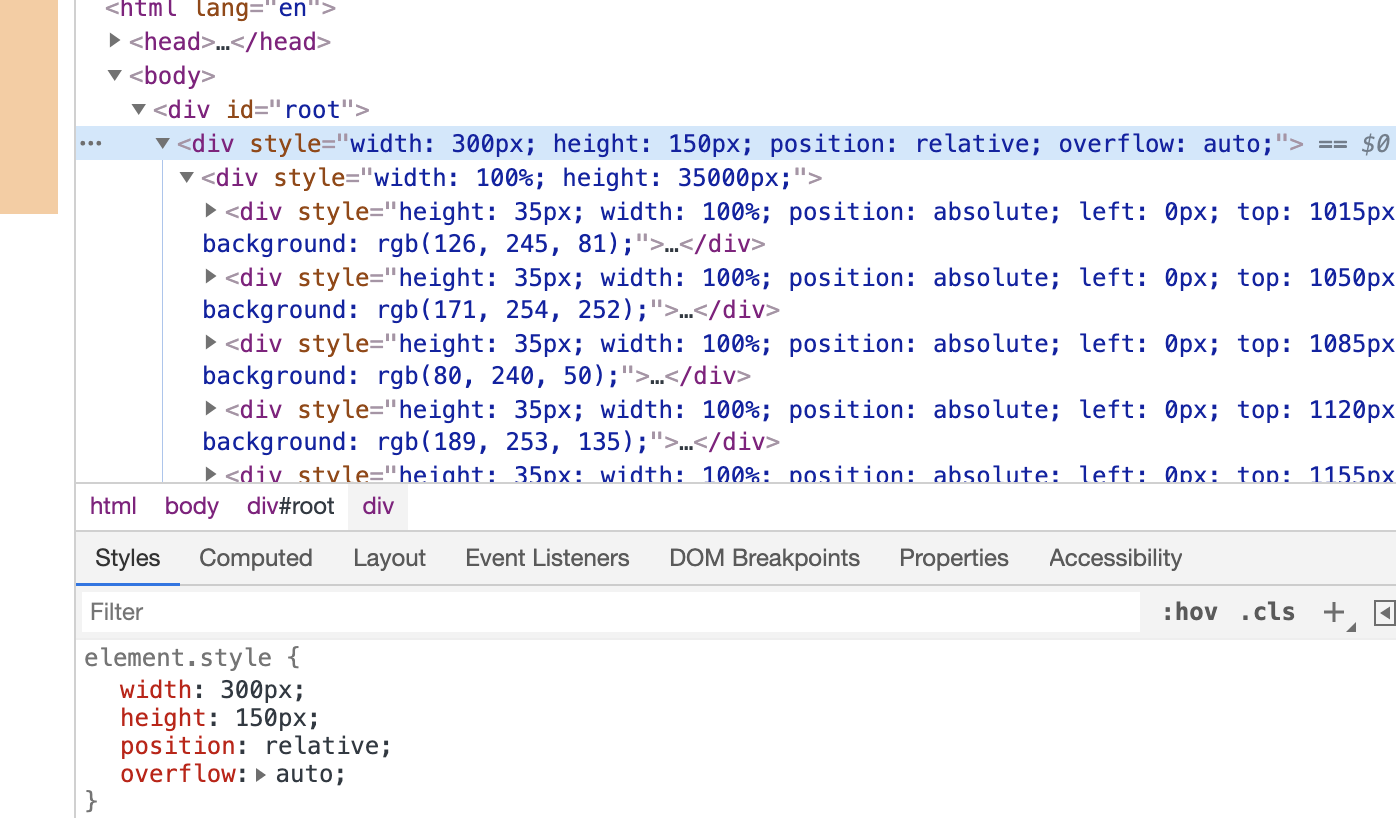 <html lang="en">
▶<head>…</head>
▼<body>
▼<div id="root">
… ▼<div style="width: 300px; height: 150px; position: relative; overflow: auto;"> == $0
▼<div style="width: 100%; height: 35000px;">
▶<div style="height: 35px; width: 100%; position: absolute; left: 0px; top: 1015px
background: rgb(126, 245, 81);">…</div>
▶<div style="height: 35px; width: 100%; position: absolute; left: 0px; top: 1050px
background: rgb(171, 254, 252);">…</div>
▶<div style="height: 35px; width: 100%; position: absolute; left: 0px; top: 1085px
background: rgb(80, 240, 50);">…</div>
▶<div style="height: 35px; width: 100%; position: absolute; left: 0px; top: 1120px
background: rgb(189, 253, 135);">…</div>
▶<div style="height: 35px; width: 100%; position: absolute; left: 0px; top: 1155px
html body div#root div
Styles Computed Layout Event Listeners DOM Breakpoints Properties Accessibility
Filter :hov .cls +
element.style {
width: 300px;
height: 150px;
position: relative;
overflow:▶ auto;
}